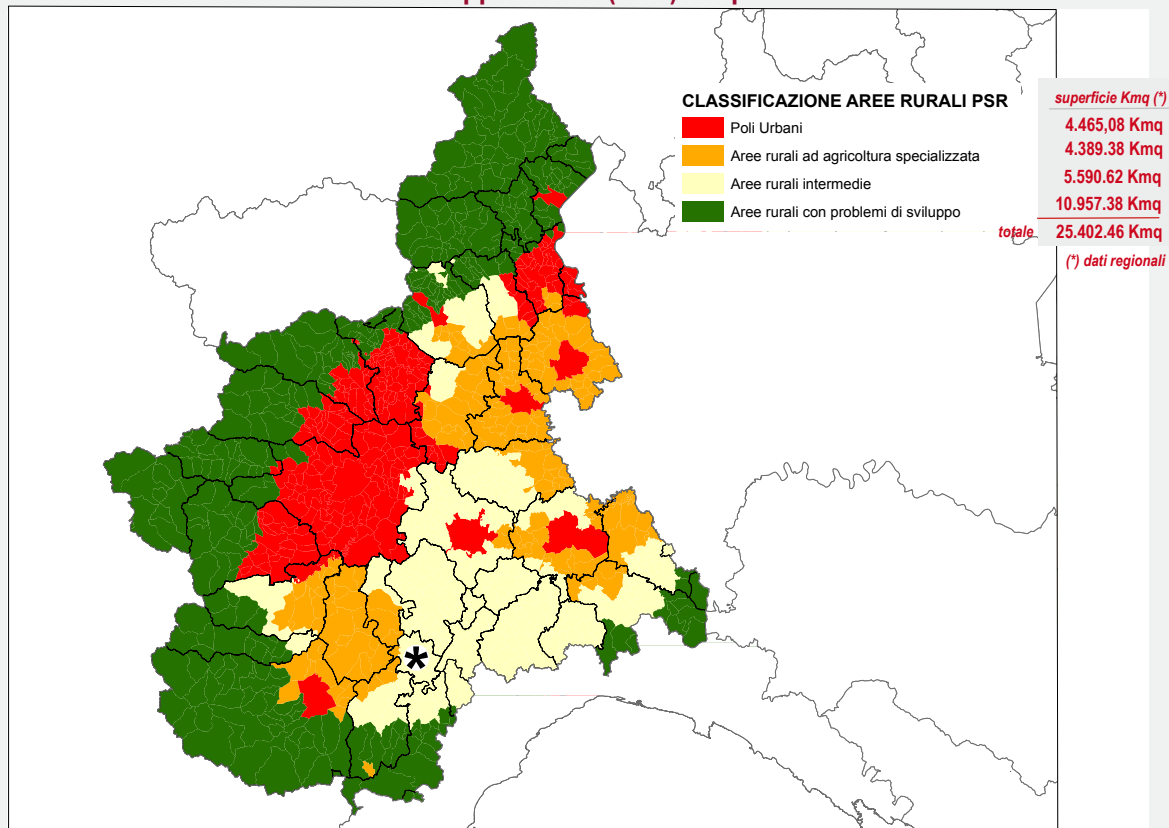 CLASSIFICAZIONE AREE RURALI PSR
Poli Urbani
Aree rurali ad agricoltura specializzata
Aree rurali intermedie
Aree rurali con problemi di sviluppo
superficie Kmq (*)
4.465,08 Kmq
4.389.38 Kmq
5.590.62 Kmq
10.957.38 Kmq
totale 25.402.46 Kmq
(*) dati regionali
*